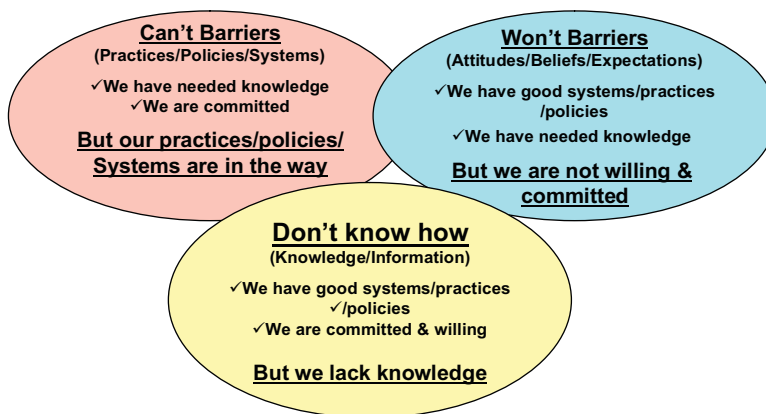 Can't Barriers
(Practices/Policies/Systems)
✓We have needed knowledge
✓We are committed
But our practices/policies/
Systems are in the way
Won't Barriers
(Attitudes/Beliefs/Expectations)
✓We have good systems/practices
/policies
✓We have needed knowledge
But we are not willing &
committed
Don't know how
(Knowledge/Information)
✓We have good systems/practices
✓/policies
✓We are committed & willing
But we lack knowledge